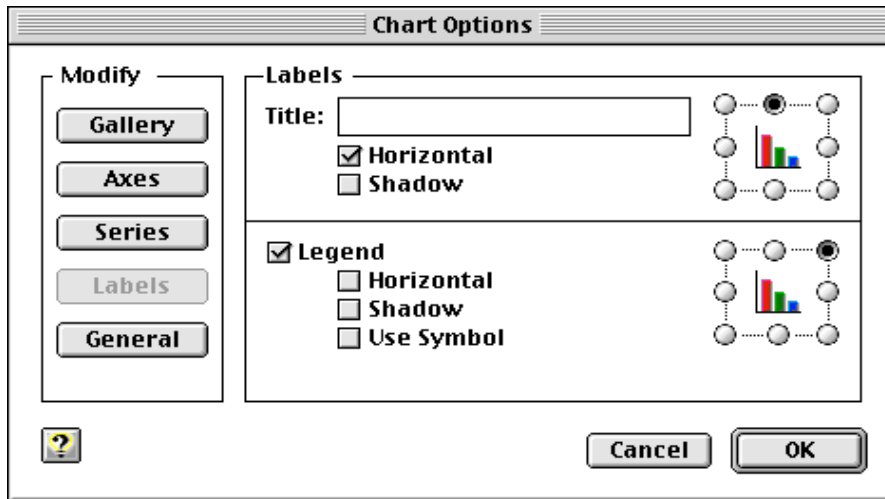 Chart Options
Modify
Gallery
Axes
Series
Labels
General
Labels
Title:
Horizontal
Shadow
Legend
Horizontal
Shadow
Use Symbol
?
Cancel
OK